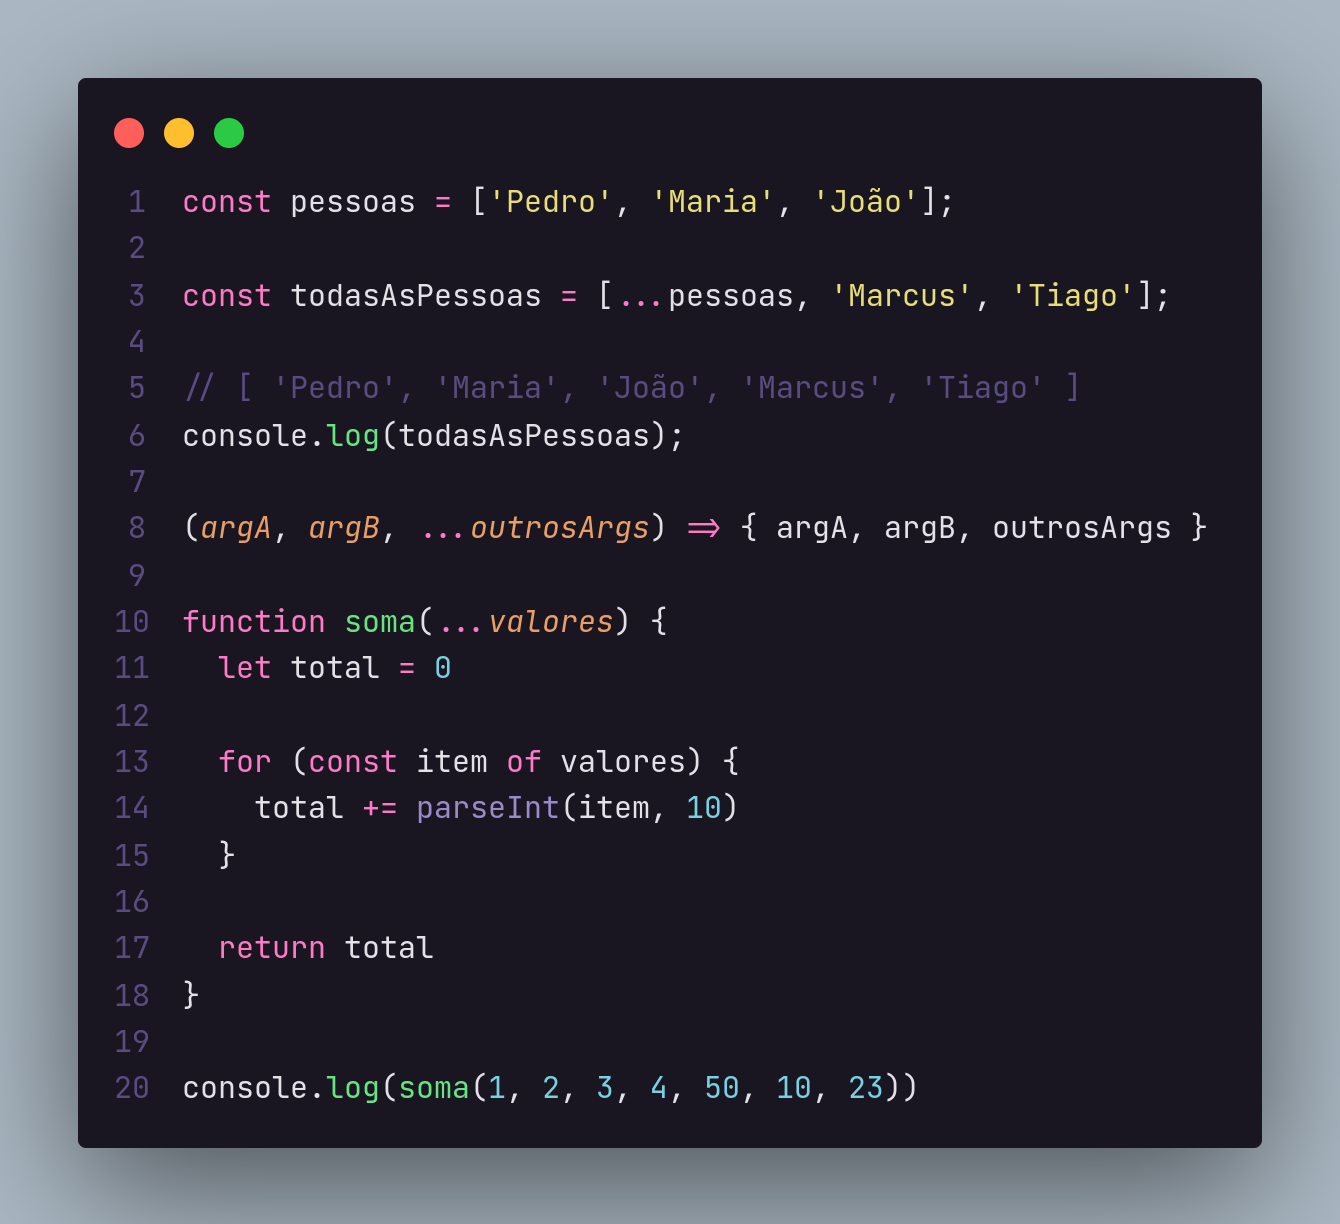 1 const pessoas = ['Pedro', 'Maria', 'João'];
2
3 const todasAsPessoas = [...pessoas, 'Marcus', 'Tiago'];
4
5 // [ 'Pedro', 'Maria', 'João', 'Marcus', 'Tiago' ]
6 console.log(todasAsPessoas);
7
8 (argA, argB, ...outrosArgs) => { argA, argB, outrosArgs }
9
10 function soma(...valores) {
11   let total = 0
12
13   for (const item of valores) {
14     total += parseInt(item, 10)
15   }
16
17   return total
18 }
19
20 console.log(soma(1, 2, 3, 4, 50, 10, 23))